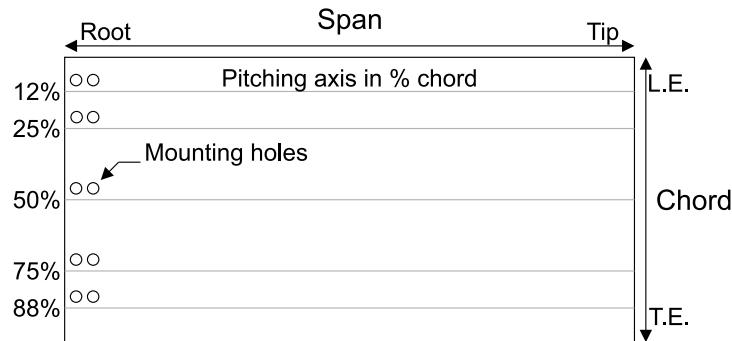 Span
Root
Tip
Pitching axis in % chord
L.E.
12%
25%
Mounting holes
50%
Chord
75%
88%
T.E.